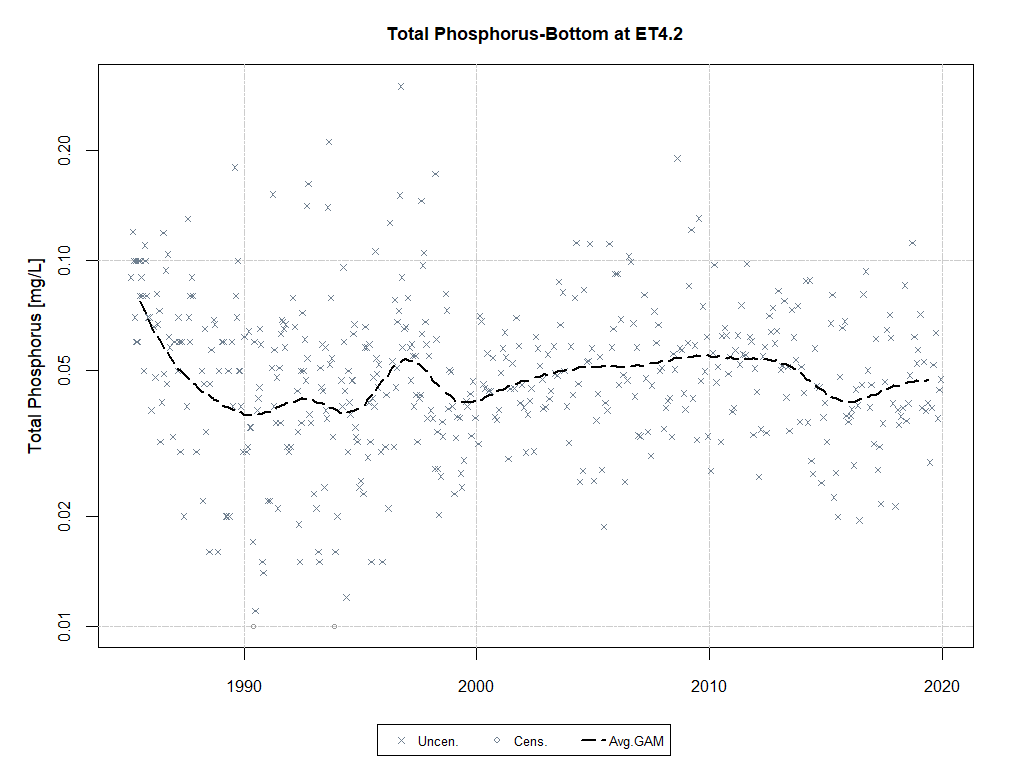 Total Phosphorus-Bottom at ET4.2
Total Phosphorus [mg/L]
0.20
0.10
0.05
0.02
0.01
1990 2000 2010 2020
Uncen. Cens. Avg.GAM